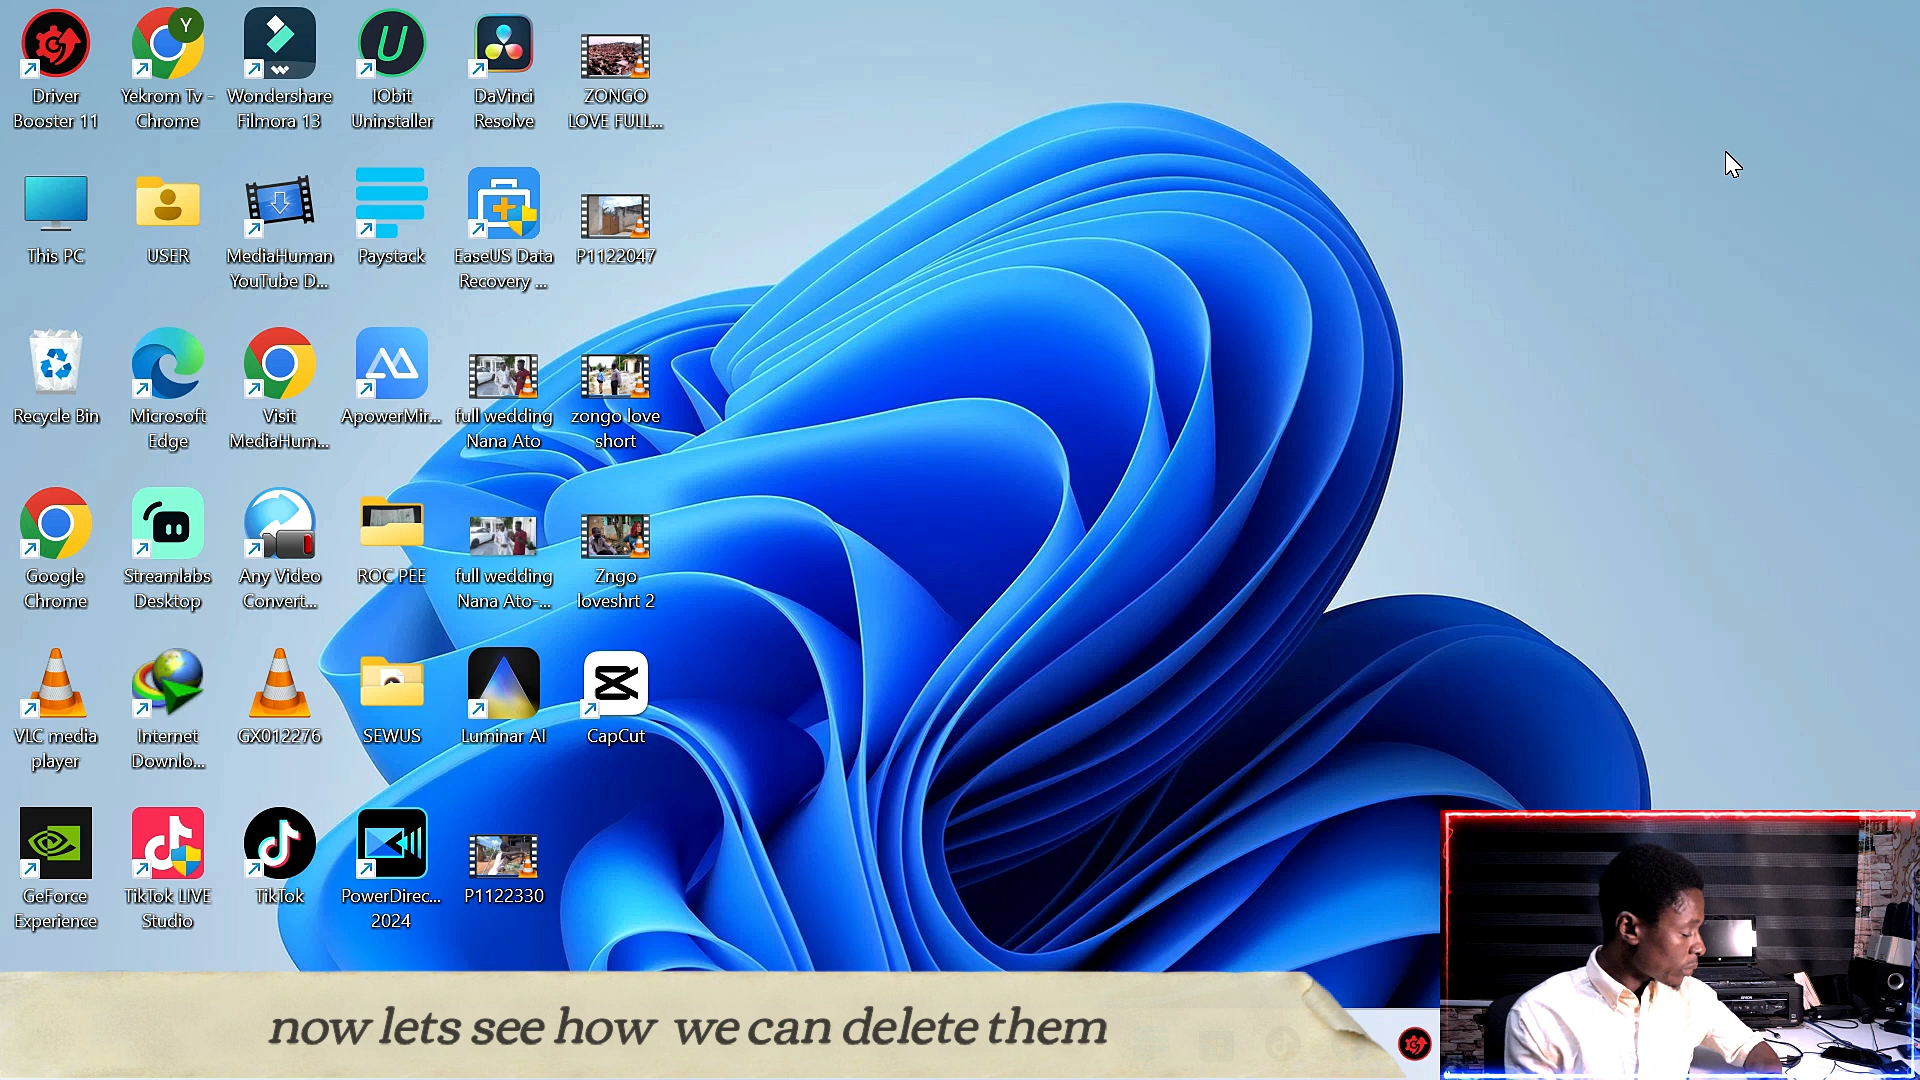 Driver
Booster 11
Y
Yekrom Tv -
Chrome
Wondershare
Filmora 13
IObit
Uninstaller
DaVinci
Resolve
ZONGO
LOVE FULL...
This PC
USER
MediaHuman
YouTube D...
Paystack
EaseUS Data
Recovery ...
P1122047
Recycle Bin
Microsoft
Edge
Visit
MediaHum...
ApowerMir...
full wedding
Nana Ato
zongo love
short
Google
Chrome
Streamlabs
Desktop
Any Video
Convert...
ROC PEE
full wedding
Nana Ato-...
Zngo
loveshrt 2
VLC media
player
Internet
Downlo...
GX012276
SEWUS
Luminar AI
CapCut
GeForce
Experience
TikTok LIVE
Studio
TikTok
PowerDirec...
2024
P1122330
now lets see how we can delete them
EPSON